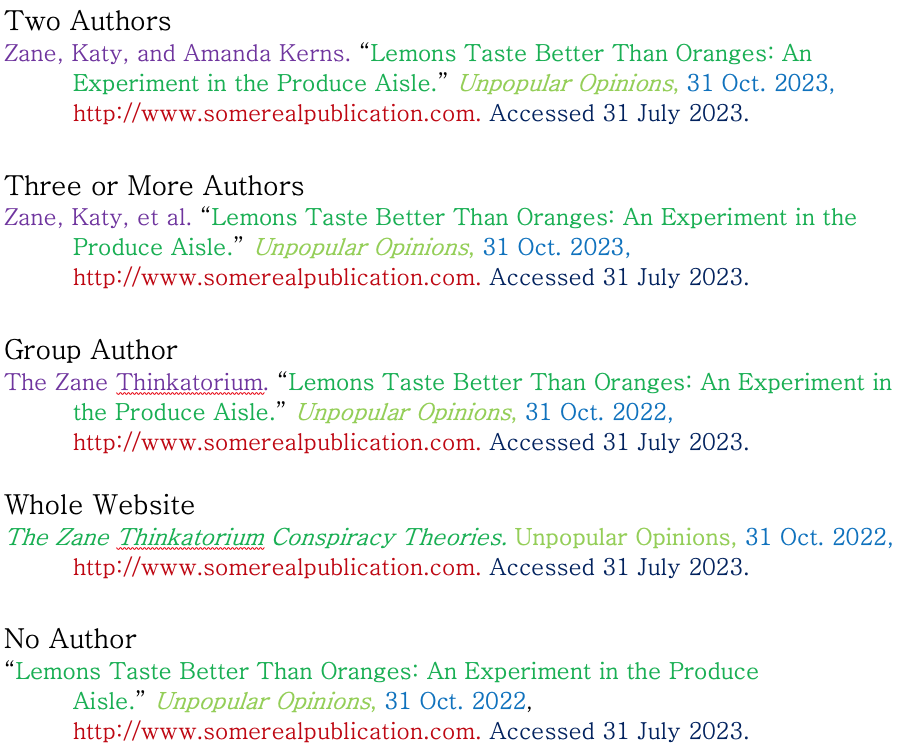 Two Authors
Zane, Katy, and Amanda Kerns. “Lemons Taste Better Than Oranges: An
Experiment in the Produce Aisle.” Unpopular Opinions, 31 Oct. 2023,
http://www.somerealpublication.com. Accessed 31 July 2023.
Three or More Authors
Zane, Katy, et al. “Lemons Taste Better Than Oranges: An Experiment in the
Produce Aisle.” Unpopular Opinions, 31 Oct. 2023,
http://www.somerealpublication.com. Accessed 31 July 2023.
Group Author
The Zane Thinkatorium. “Lemons Taste Better Than Oranges: An Experiment in
the Produce Aisle.” Unpopular Opinions, 31 Oct. 2022,
http://www.somerealpublication.com. Accessed 31 July 2023.
Whole Website
The Zane Thinkatorium Conspiracy Theories. Unpopular Opinions, 31 Oct. 2022,
http://www.somerealpublication.com. Accessed 31 July 2023.
No Author
“Lemons Taste Better Than Oranges: An Experiment in the Produce
Aisle.” Unpopular Opinions, 31 Oct. 2022,
http://www.somerealpublication.com. Accessed 31 July 2023.